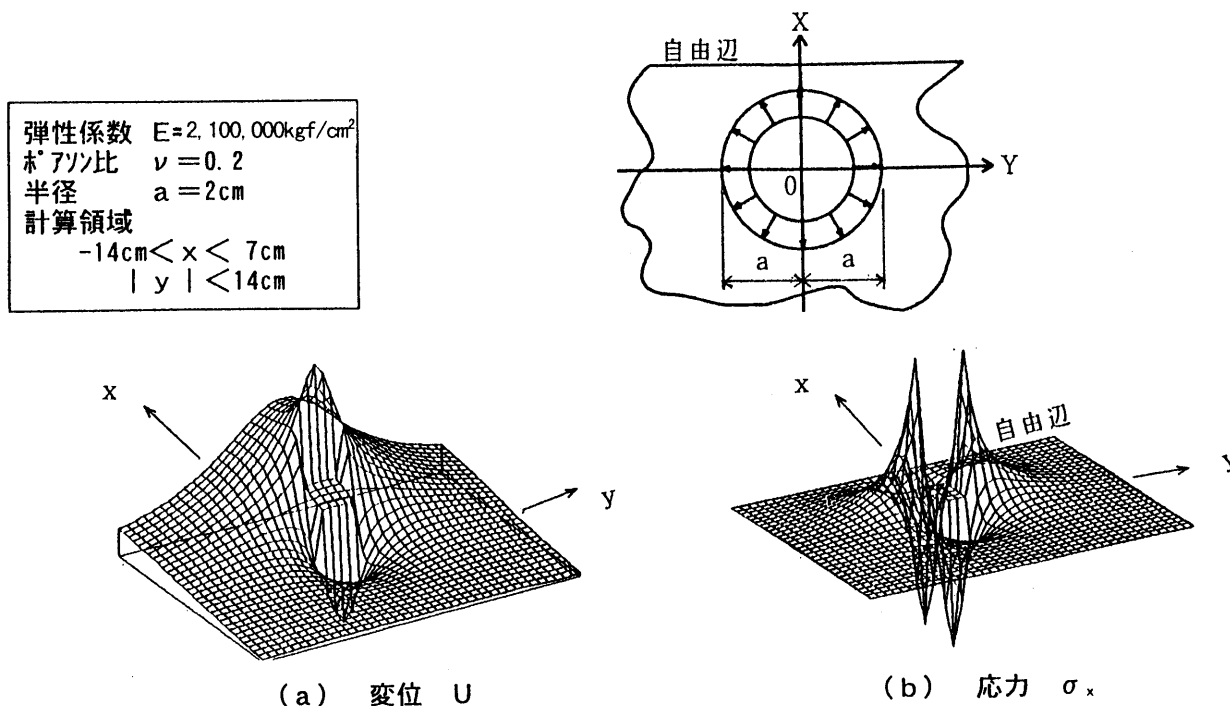 弾性係数 E=2,100,000kgf/cm²
ポアソン比 ν=0.2
半径 a=2cm
計算領域
-14cm<x< 7cm
|y|<14cm
X
自由辺
Y
0
a a
x
y
(a) 変位 U
x
自由辺
y
(b) 応力 σx